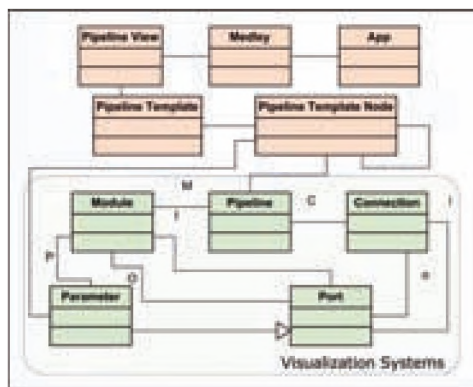 Pipeline View
Medley
App
Pipeline Template
Pipeline Template Node
M
Module
I
Pipeline
C
Connection
I
P
O
o
Parameter
Port
Visualization Systems